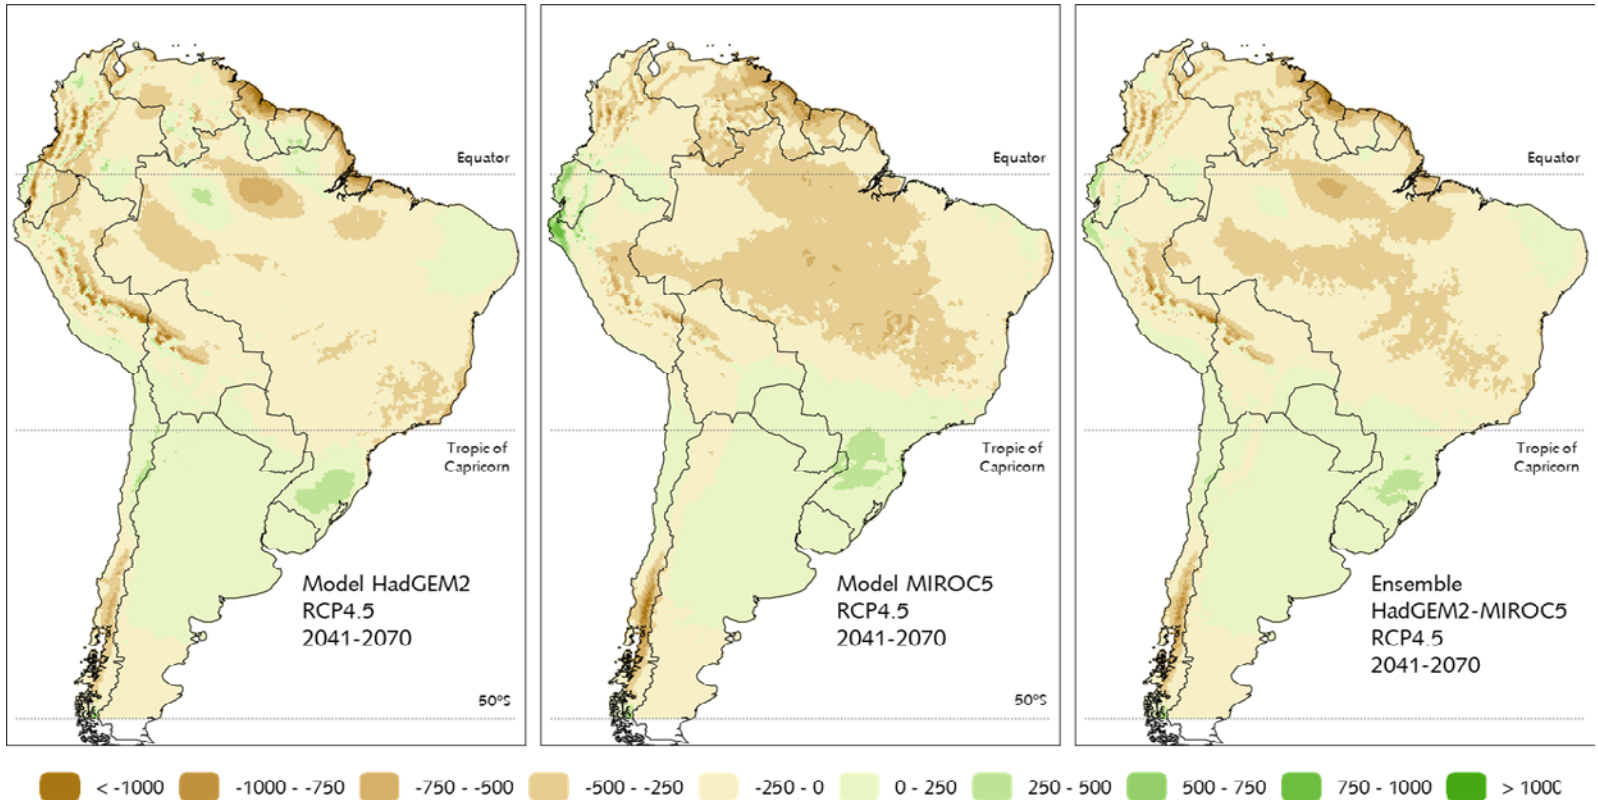 Equator
Tropic of
Capricorn
Model HadGEM2
RCP4.5
2041-2070
50°S
Equator
Tropic of
Capricorn
Model MIROC5
RCP4.5
2041-2070
50°S
Equator
Tropic of
Capricorn
Ensemble
HadGEM2-MIROC5
RCP4.5
2041-2070
< -1000 -1000 - -750 -750 - -500 -500 - -250 -250 - 0 0 - 250 250 - 500 500 - 750 750 - 1000 > 1000